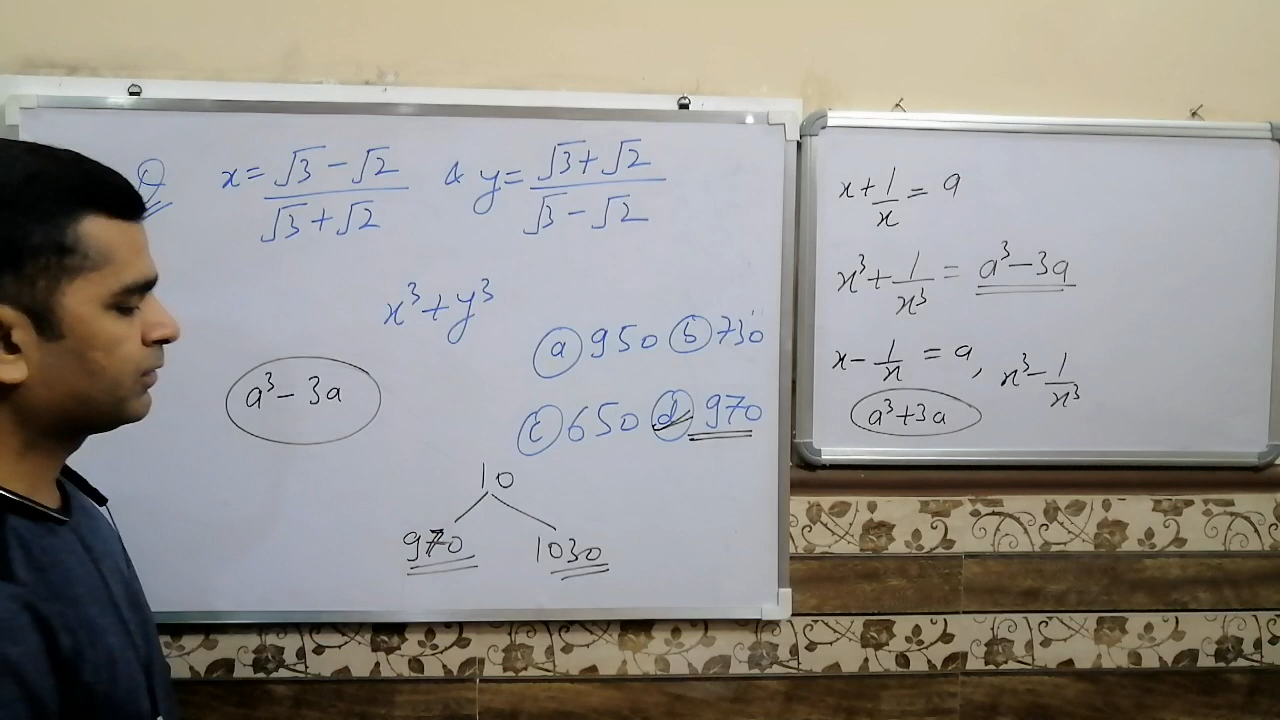 Q x = √3 - √2 / √3 + √2 & y = √3 + √2 / √3 - √2
x³ + y³
a 950 b 730
a³ - 3a
c 650 d 970
10
970 1030
x + 1/x = a
x³ + 1/x³ = a³ - 3a
x - 1/x = a, x³ - 1/x³
a³ + 3a